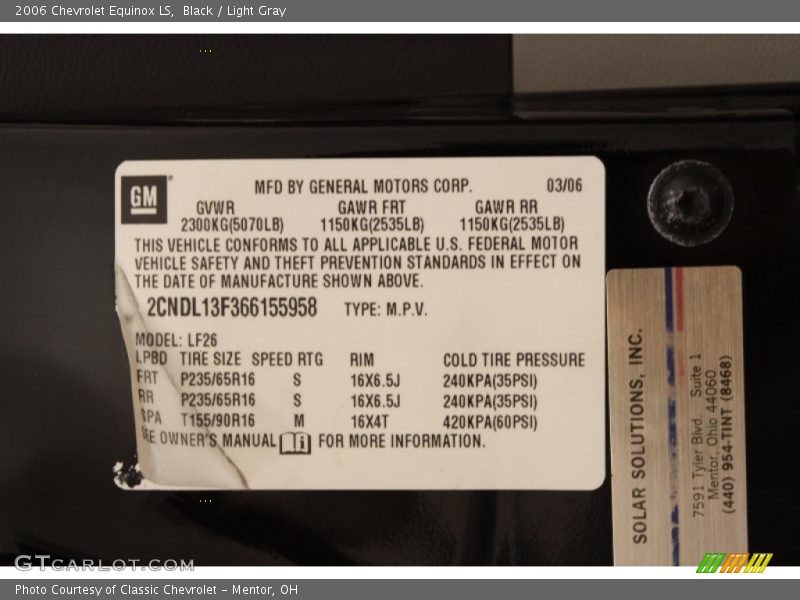 2006 Chevrolet Equinox LS,  Black / Light Gray
GM
MFD BY GENERAL MOTORS CORP. 03/06
GVWR GAWR FRT GAWR RR
2300KG(5070LB) 1150KG(2535LB) 1150KG(2535LB)
THIS VEHICLE CONFORMS TO ALL APPLICABLE U.S. FEDERAL MOTOR
VEHICLE SAFETY AND THEFT PREVENTION STANDARDS IN EFFECT ON
THE DATE OF MANUFACTURE SHOWN ABOVE.
2CNDL13F366155958 TYPE: M.P.V.
MODEL: LF26
LPBD TIRE SIZE SPEED RTG RIM COLD TIRE PRESSURE
FRT P235/65R16 S 16X6.5J 240KPA(35PSI)
RR P235/65R16 S 16X6.5J 240KPA(35PSI)
SPA T155/90R16 M 16X4T 420KPA(60PSI)
SEE OWNER'S MANUAL FOR MORE INFORMATION.
SOLAR SOLUTIONS, INC.
7591 Tyler Blvd. Suite 1
Mentor, Ohio 44060
(440) 954-TINT (8468)
GTCARLOT.COM
Photo Courtesy of Classic Chevrolet - Mentor, OH